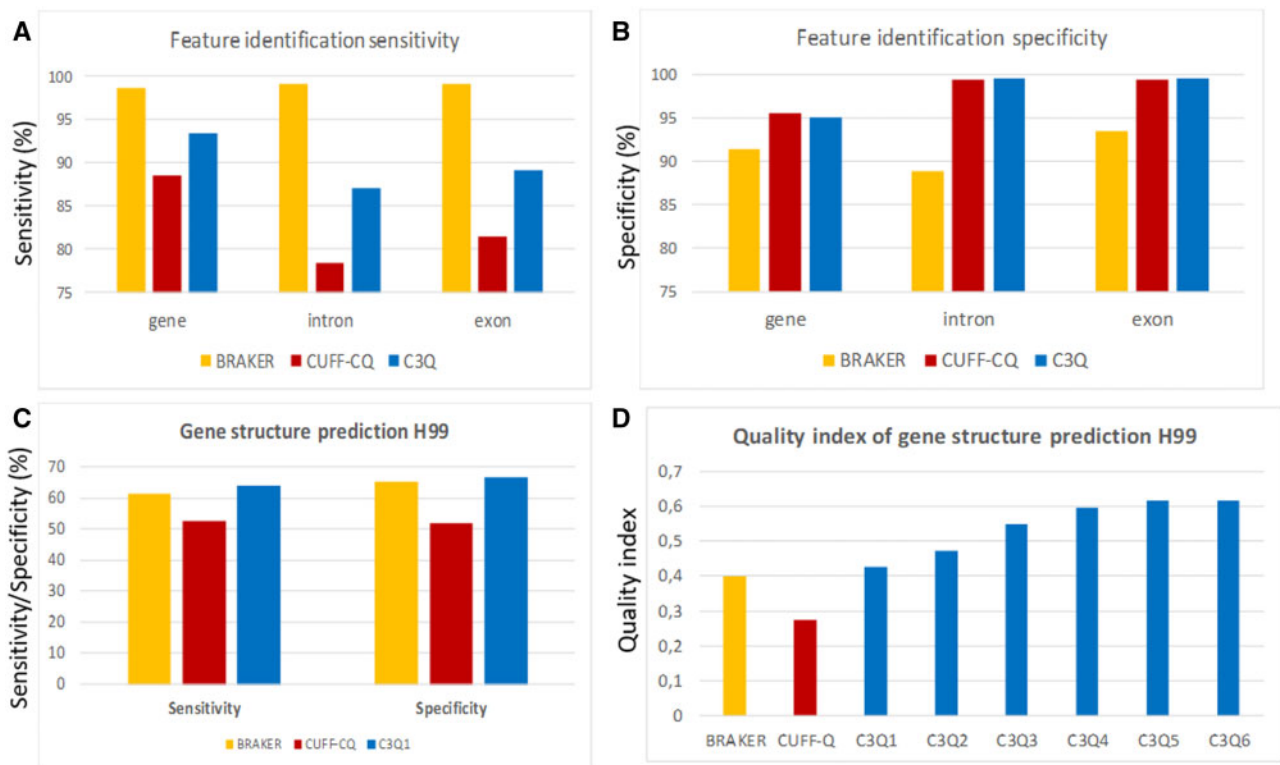 A
Feature identification sensitivity
Sensitivity (%)
100
95
90
85
80
75
gene intron exon
BRAKER CUFF-CQ C3Q
B
Feature identification specificity
Specificity (%)
100
95
90
85
80
75
gene intron exon
BRAKER CUFF-CQ C3Q
C
Gene structure prediction H99
Sensitivity/Specificity (%)
70
60
50
40
30
20
10
0
Sensitivity Specificity
BRAKER CUFF-CQ C3Q1
D
Quality index of gene structure prediction H99
Quality index
0,7
0,6
0,5
0,4
0,3
0,2
0,1
0
BRAKER CUFF-Q C3Q1 C3Q2 C3Q3 C3Q4 C3Q5 C3Q6